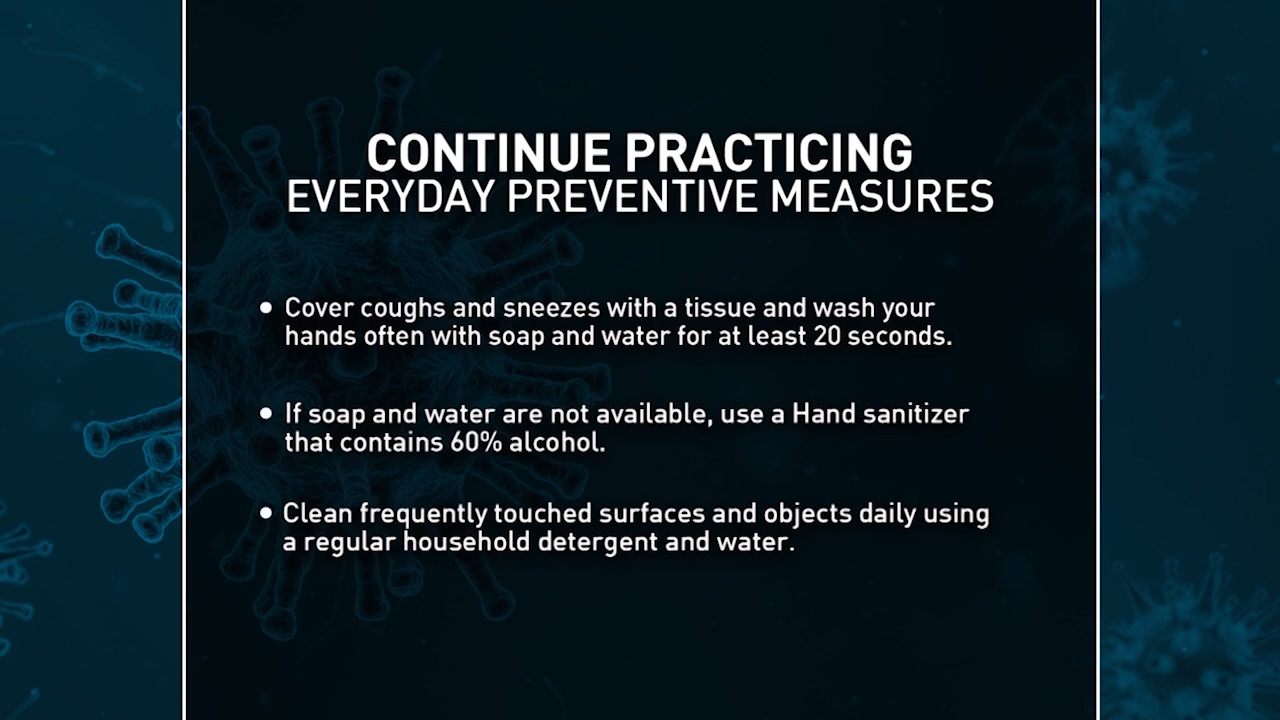 CONTINUE PRACTICING
EVERYDAY PREVENTIVE MEASURES
• Cover coughs and sneezes with a tissue and wash your
hands often with soap and water for at least 20 seconds.
• If soap and water are not available, use a Hand sanitizer
that contains 60% alcohol.
• Clean frequently touched surfaces and objects daily using
a regular household detergent and water.